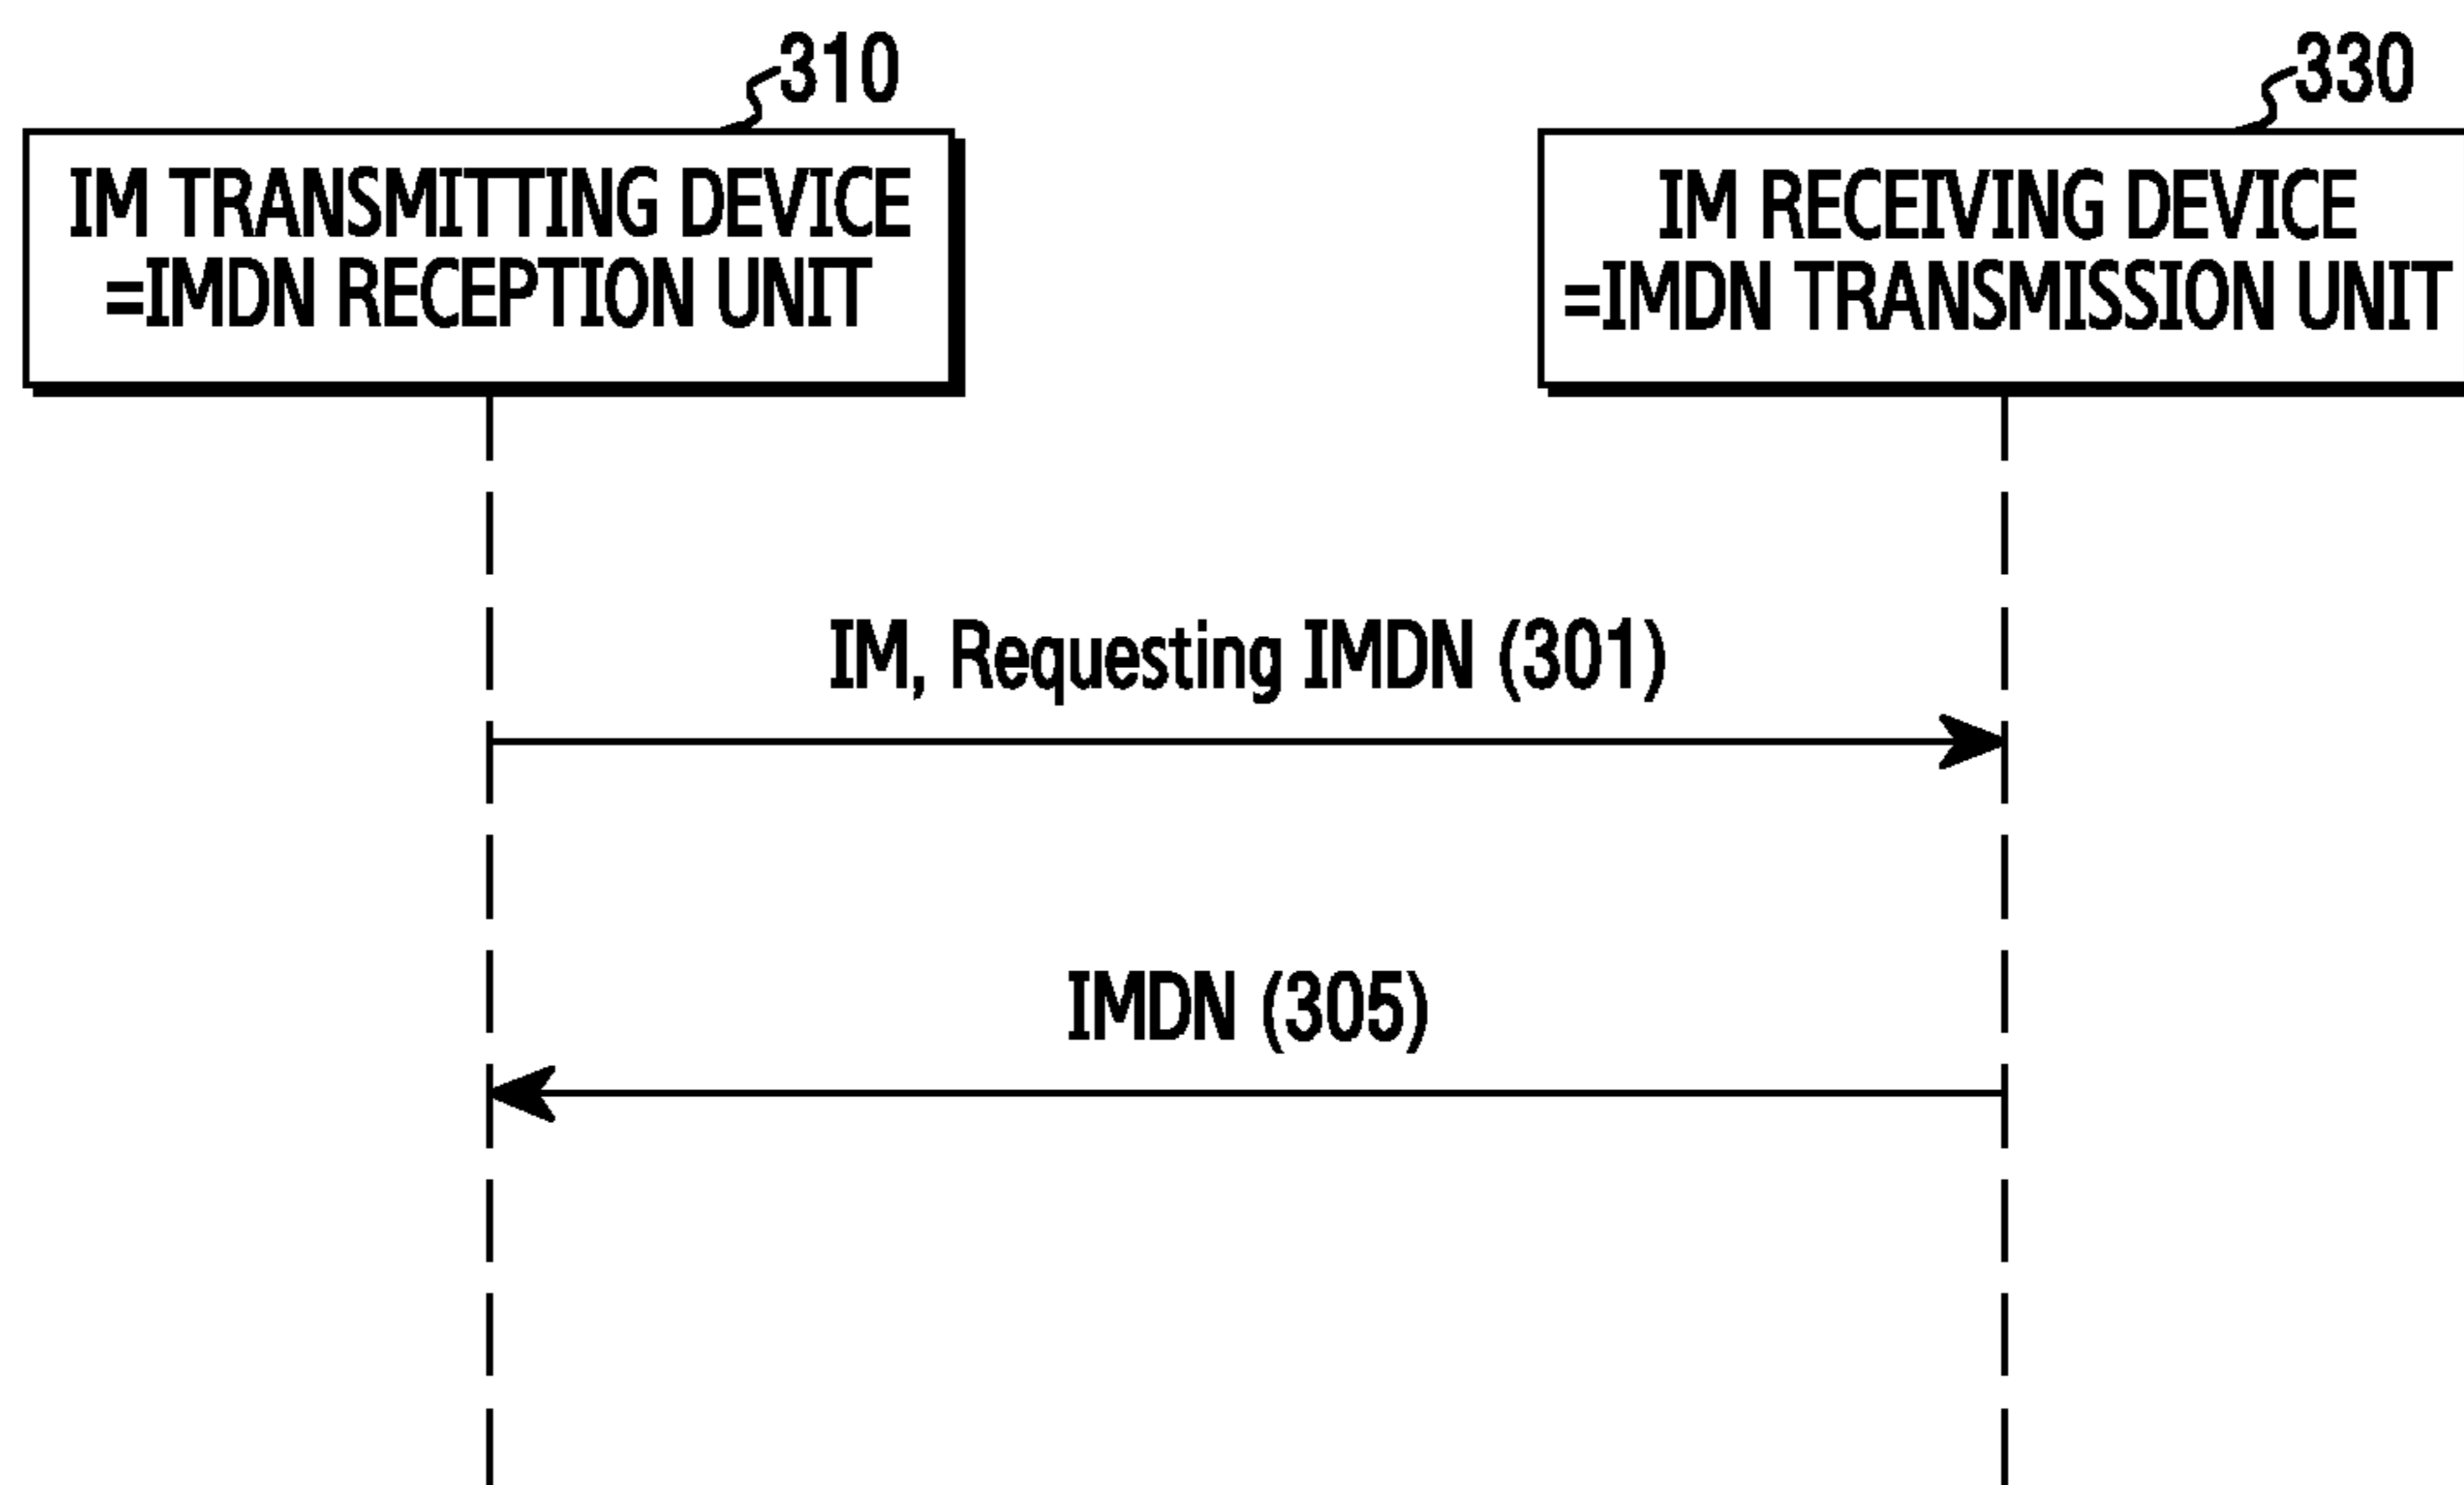 310
330
IM TRANSMITTING DEVICE
=IMDN RECEPTION UNIT
IM RECEIVING DEVICE
=IMDN TRANSMISSION UNIT
IM, Requesting IMDN (301)
IMDN (305)